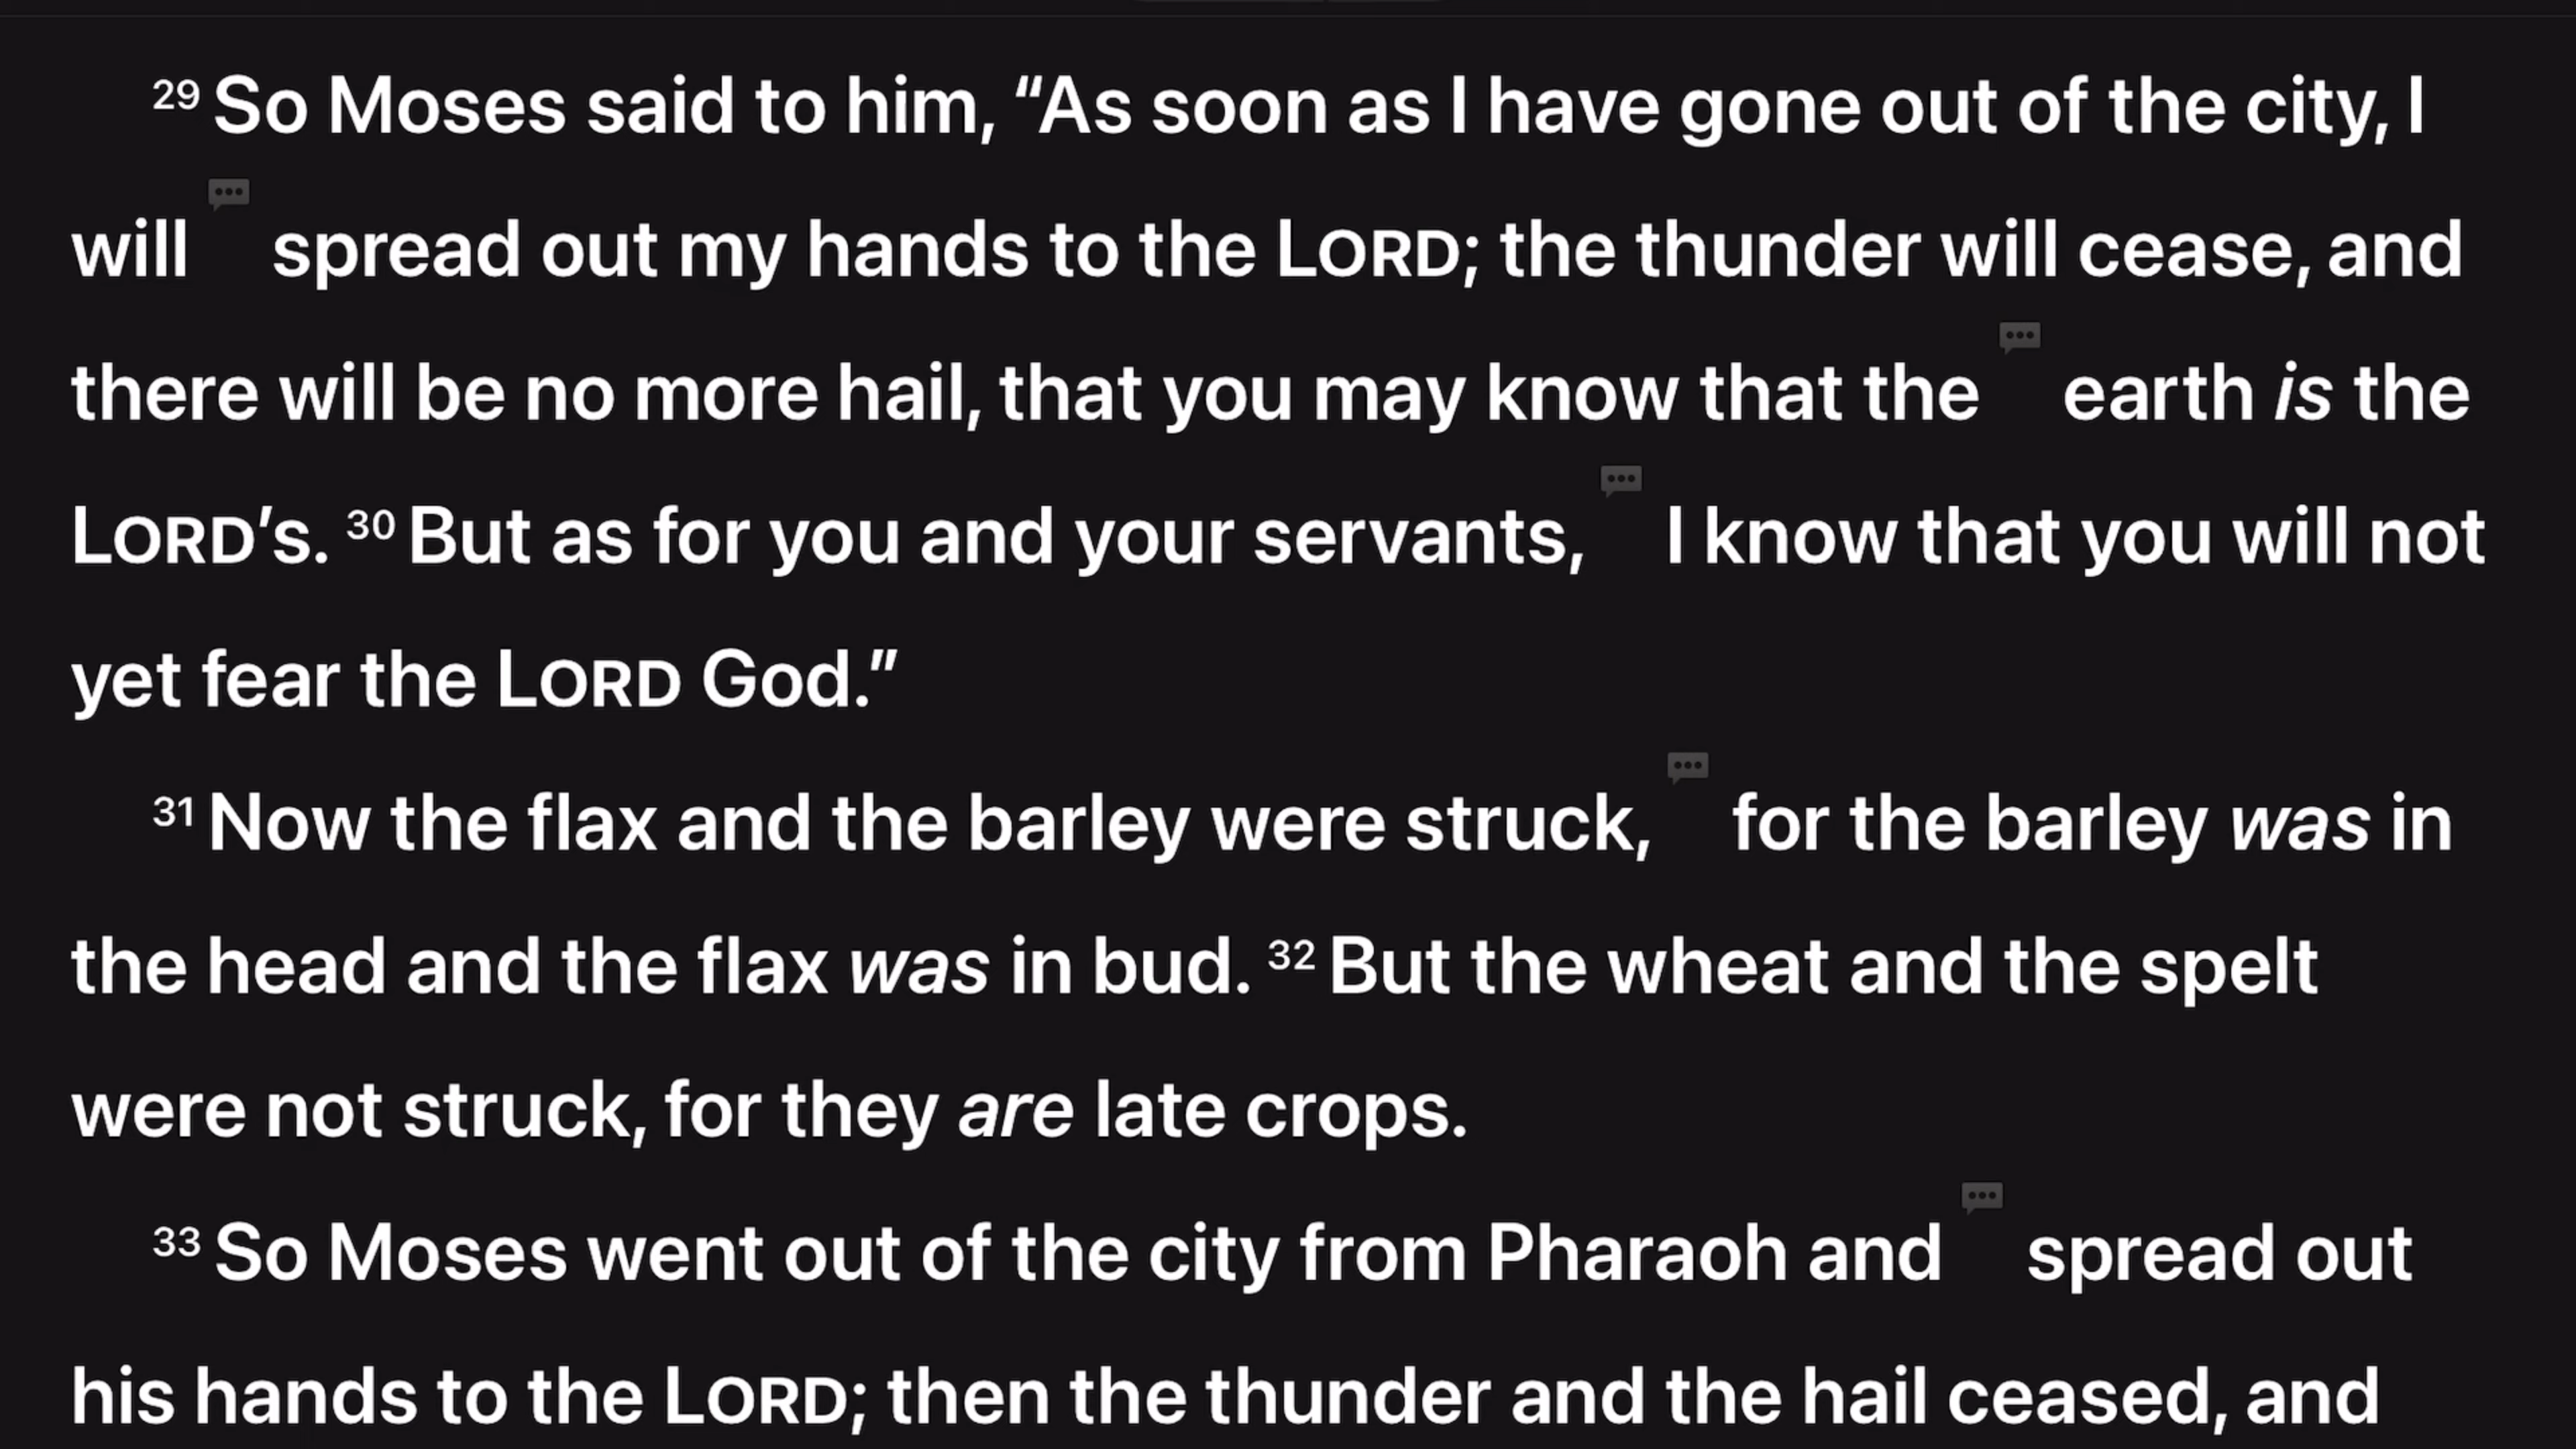 29 So Moses said to him, “As soon as I have gone out of the city, I
will spread out my hands to the LORD; the thunder will cease, and
there will be no more hail, that you may know that the earth is the
LORD’s. 30 But as for you and your servants, I know that you will not
yet fear the LORD God.”
31 Now the flax and the barley were struck, for the barley was in
the head and the flax was in bud. 32 But the wheat and the spelt
were not struck, for they are late crops.
33 So Moses went out of the city from Pharaoh and spread out
his hands to the LORD; then the thunder and the hail ceased, and